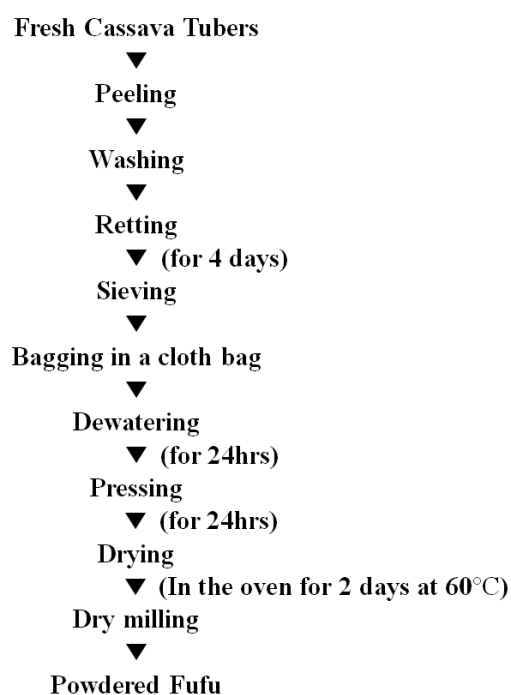 Fresh Cassava Tubers
Peeling
Washing
Retting
(for 4 days)
Sieving
Bagging in a cloth bag
Dewatering
(for 24hrs)
Pressing
(for 24hrs)
Drying
(In the oven for 2 days at 60°C)
Dry milling
Powdered Fufu